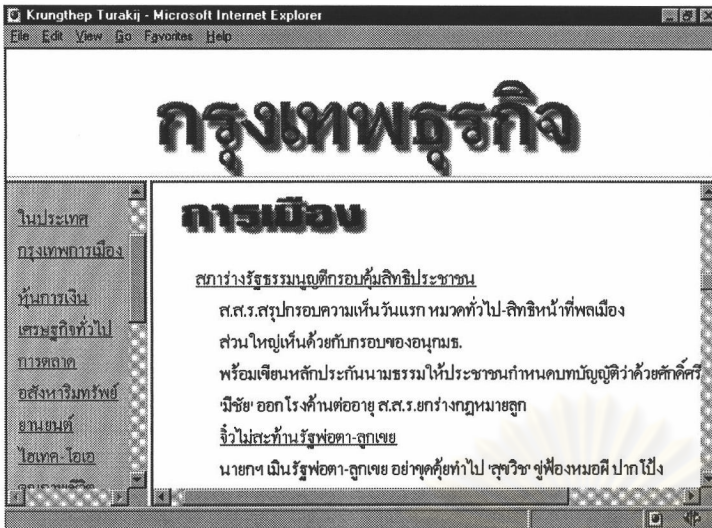 Krungthep Turakij - Microsoft Internet Explorer
File Edit View Go Favorites Help
กรุงเทพธุรกิจ
ในประเทศ
กรุงเทพการเมือง
หุ้นการเงิน
เศรษฐกิจทั่วไป
การตลาด
อสังหาริมทรัพย์
ยานยนต์
ไฮเทค-โอเอ
การเมือง
สภาร่างรัฐธรรมนูญตีกรอบคุ้มสิทธิประชาชน
ส.ส.ร.สรุปกรอบความเห็นวันแรก หมวดทั่วไป-สิทธิหน้าที่พลเมือง
ส่วนใหญ่เห็นด้วยกับกรอบของอนุกมธ.
พร้อมเขียนหลักประกันนามธรรมให้ประชาชนกำหนดบทบัญญัติว่าด้วยศักดิ์ศรี
'มีชัย' ออกโรงค้านต่ออายุ ส.ส.ร.ยกร่างกฎหมายลูก
จิ๋วไม่สะท้านรัฐพ่อตา-ลูกเขย
นายกฯ เมินรัฐพ่อตา-ลูกเขย อย่าขุดคุ้ยทำไป 'สุขวิช' ขู่ฟ้องหมอผี ปากโป้ง